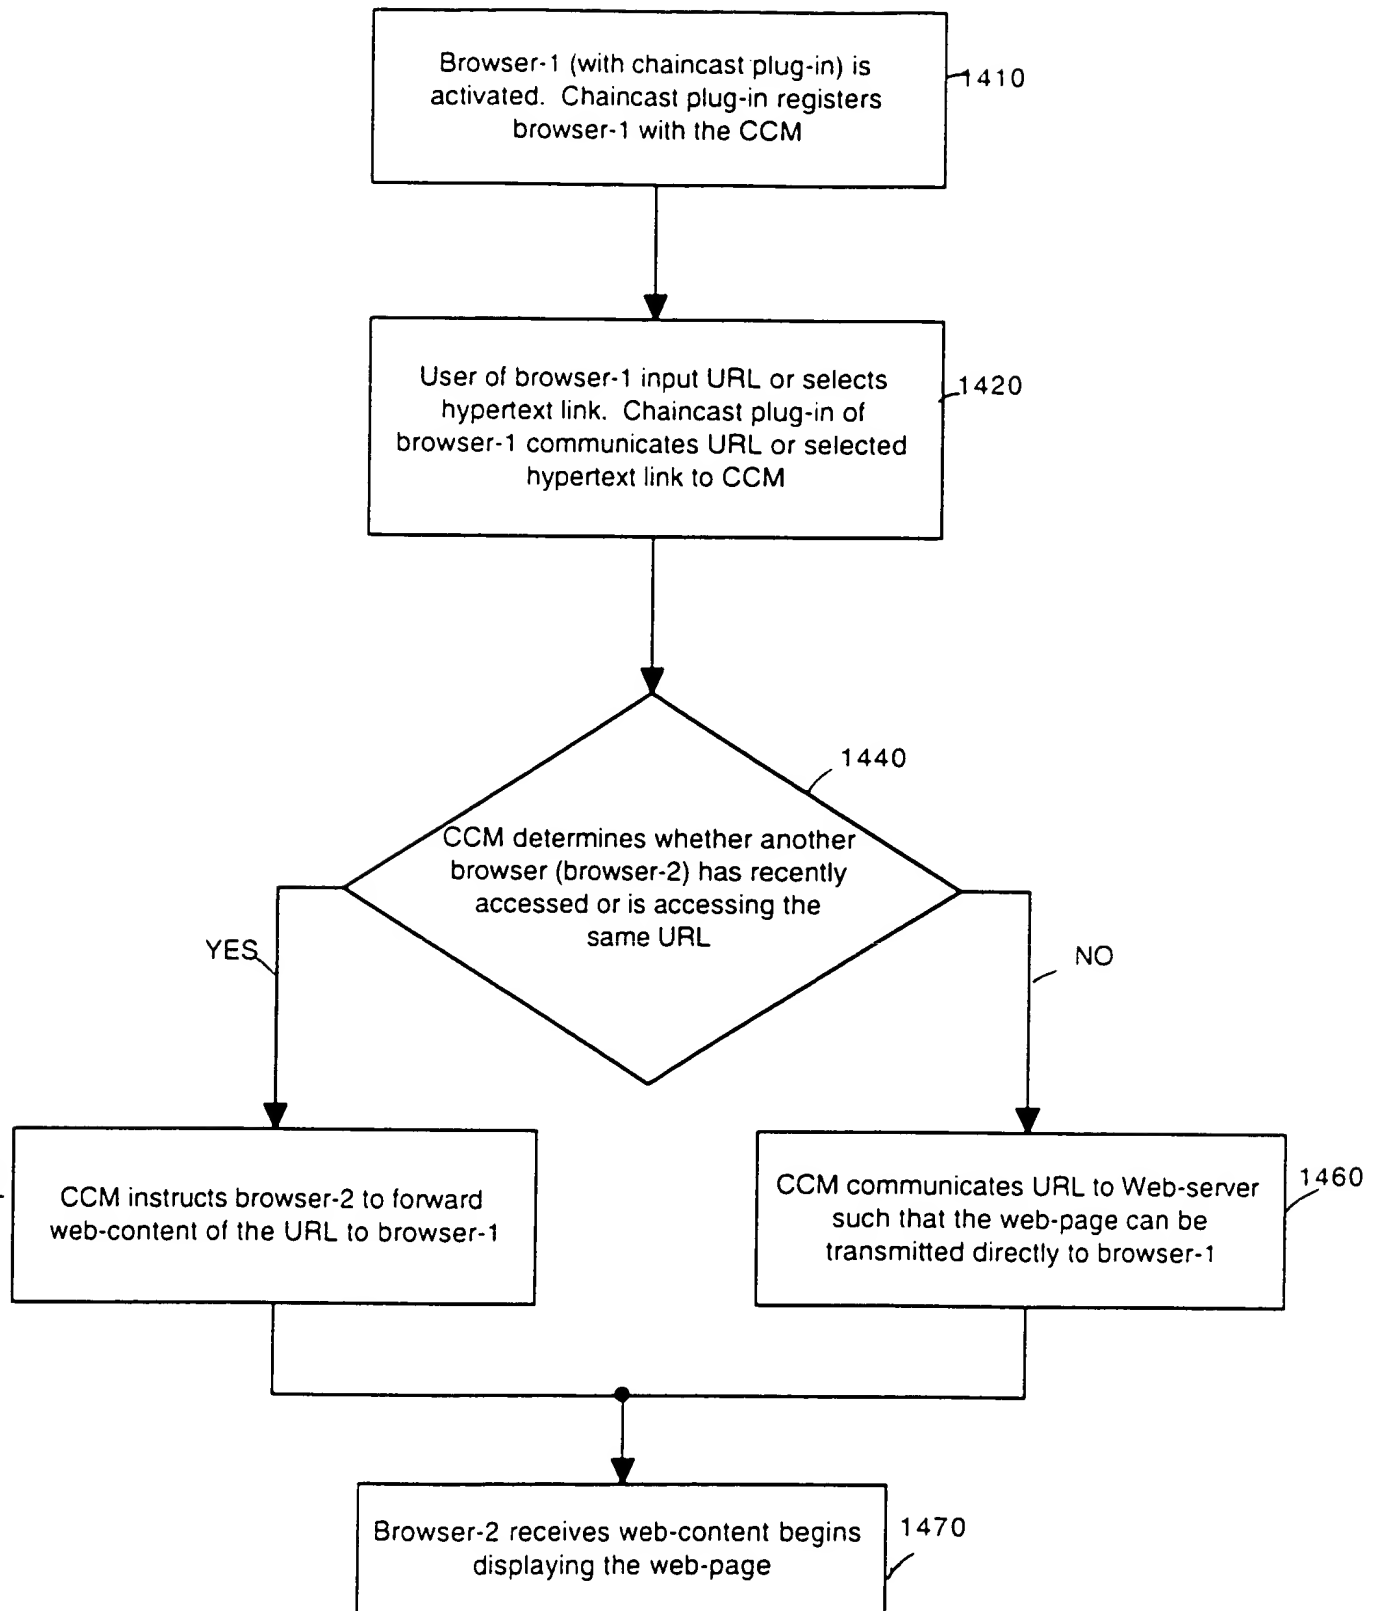 Browser-1 (with chaincast plug-in) is
activated. Chaincast plug-in registers
browser-1 with the CCM
1410
User of browser-1 input URL or selects
hypertext link. Chaincast plug-in of
browser-1 communicates URL or selected
hypertext link to CCM
1420
1440
CCM determines whether another
browser (browser-2) has recently
accessed or is accessing the
same URL
YES
NO
CCM instructs browser-2 to forward
web-content of the URL to browser-1
CCM communicates URL to Web-server
such that the web-page can be
transmitted directly to browser-1
1460
Browser-2 receives web-content begins
displaying the web-page
1470